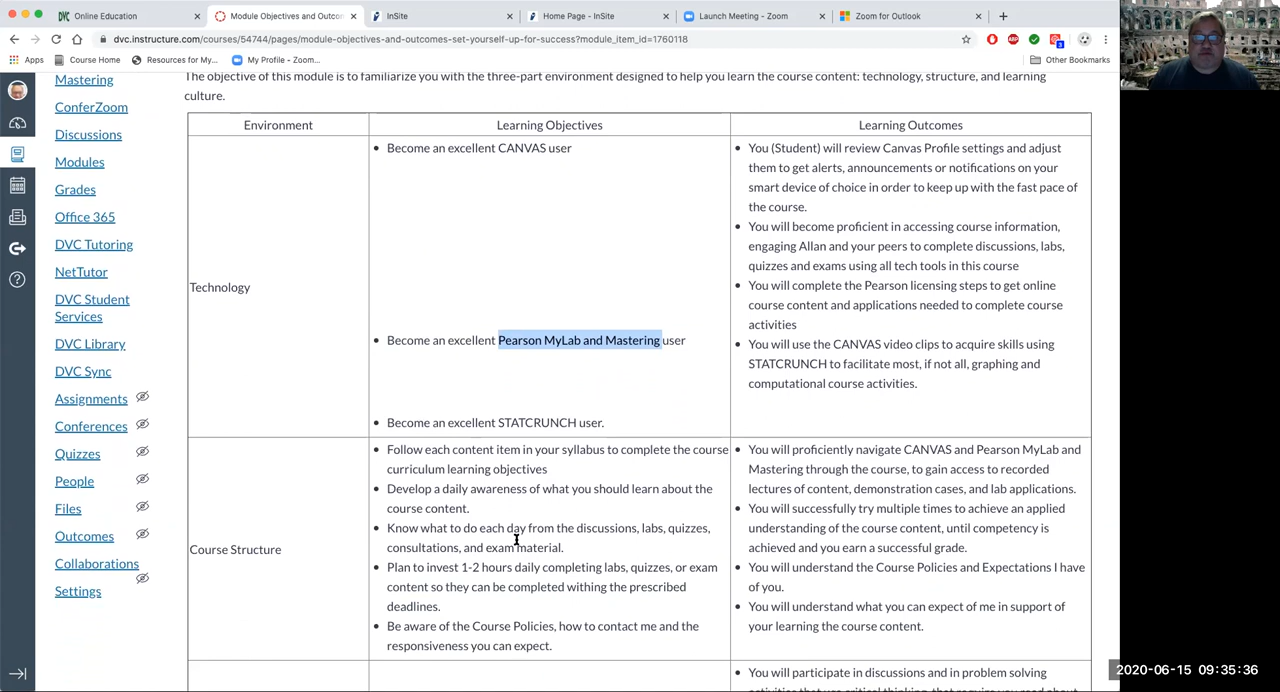 Online Education
Module Objectives and Outcom
InSite
Home Page - InSite
Launch Meeting - Zoom
Zoom for Outlook
dvc.instructure.com/courses/54744/pages/module-objectives-and-outcomes-set-yourself-up-for-success?module_item_id=1760118
Apps
Course Home
Resources for My...
My Profile - Zoom...
Other Bookmarks
Mastering
ConferZoom
Discussions
Modules
Grades
Office 365
DVC Tutoring
NetTutor
DVC Student
Services
DVC Library
DVC Sync
Assignments
Conferences
Quizzes
People
Files
Outcomes
Collaborations
Settings
The objective of this module is to familiarize you with the three-part environment designed to help you learn the course content: technology, structure, and learning
culture.
Environment
Learning Objectives
Learning Outcomes
Technology
Become an excellent CANVAS user
Become an excellent Pearson MyLab and Mastering user
Become an excellent STATCRUNCH user.
You (Student) will review Canvas Profile settings and adjust
them to get alerts, announcements or notifications on your
smart device of choice in order to keep up with the fast pace of
the course.
You will become proficient in accessing course information,
engaging Allan and your peers to complete discussions, labs,
quizzes and exams using all tech tools in this course
You will complete the Pearson licensing steps to get online
course content and applications needed to complete course
activities
You will use the CANVAS video clips to acquire skills using
STATCRUNCH to facilitate most, if not all, graphing and
computational course activities.
Course Structure
Follow each content item in your syllabus to complete the course
curriculum learning objectives
Develop a daily awareness of what you should learn about the
course content.
Know what to do each day from the discussions, labs, quizzes,
consultations, and exam material.
Plan to invest 1-2 hours daily completing labs, quizzes, or exam
content so they can be completed withing the prescribed
deadlines.
Be aware of the Course Policies, how to contact me and the
responsiveness you can expect.
You will proficiently navigate CANVAS and Pearson MyLab and
Mastering through the course, to gain access to recorded
lectures of content, demonstration cases, and lab applications.
You will successfully try multiple times to achieve an applied
understanding of the course content, until competency is
achieved and you earn a successful grade.
You will understand the Course Policies and Expectations I have
of you.
You will understand what you can expect of me in support of
your learning the course content.
You will participate in discussions and in problem solving
2020-06-15 09:35:36